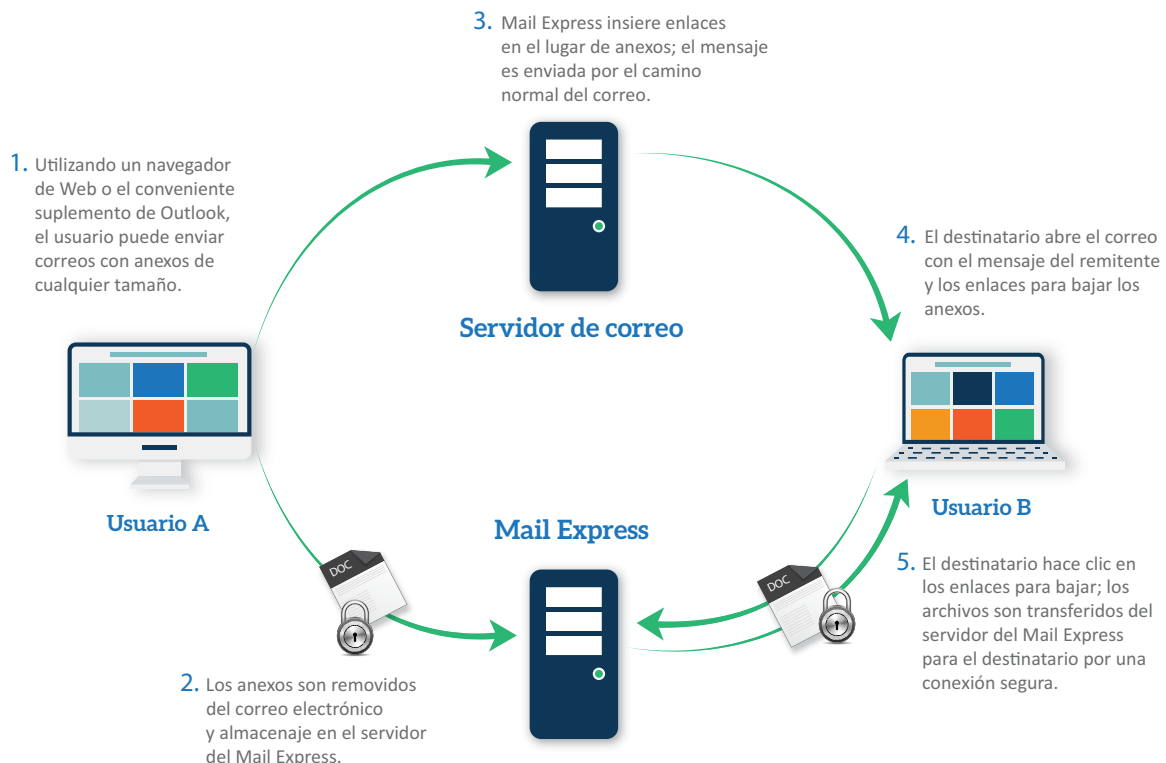 1. Utilizando un navegador
de Web o el conveniente
suplemento de Outlook,
el usuario puede enviar
correos con anexos de
cualquier tamaño.
Usuario A
DOC
2. Los anexos son removidos
del correo electrónico
y almacenaje en el servidor
del Mail Express.
3. Mail Express insiere enlaces
en el lugar de anexos; el mensaje
es enviada por el camino
normal del correo.
Servidor de correo
Mail Express
4. El destinatario abre el correo
con el mensaje del remitente
y los enlaces para bajar los
anexos.
Usuario B
DOC
5. El destinatario hace clic en
los enlaces para bajar; los
archivos son transferidos del
servidor del Mail Express
para el destinatario por una
conexión segura.